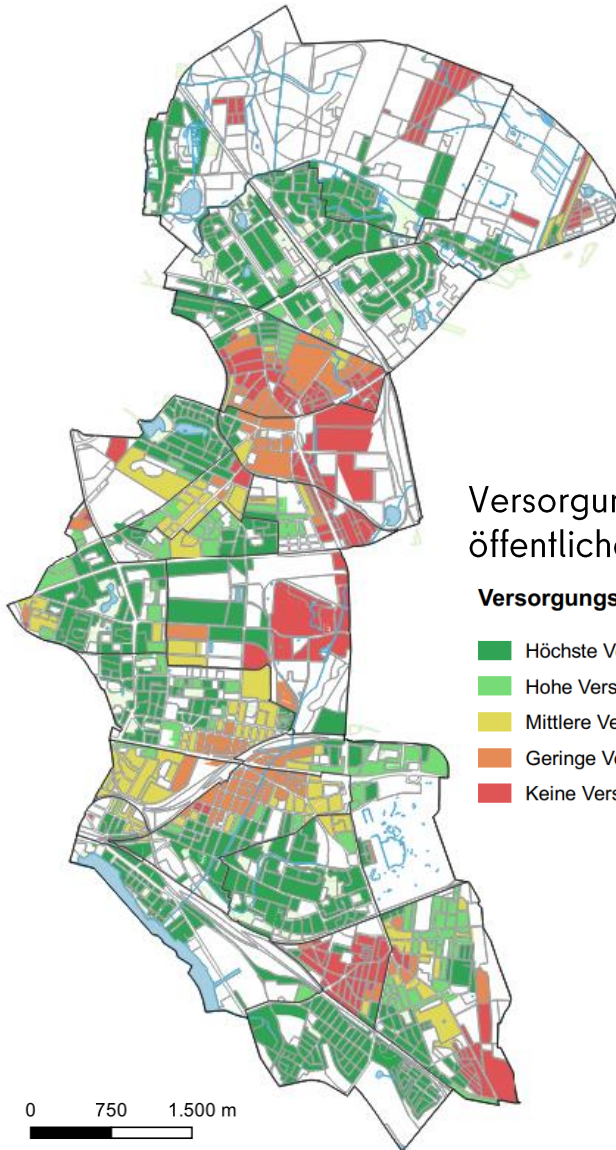 Versorgun
öffentliche
Versorgungs
Höchste V
Hohe Vers
Mittlere Ve
Geringe Ve
Keine Vers
0 750 1.500 m